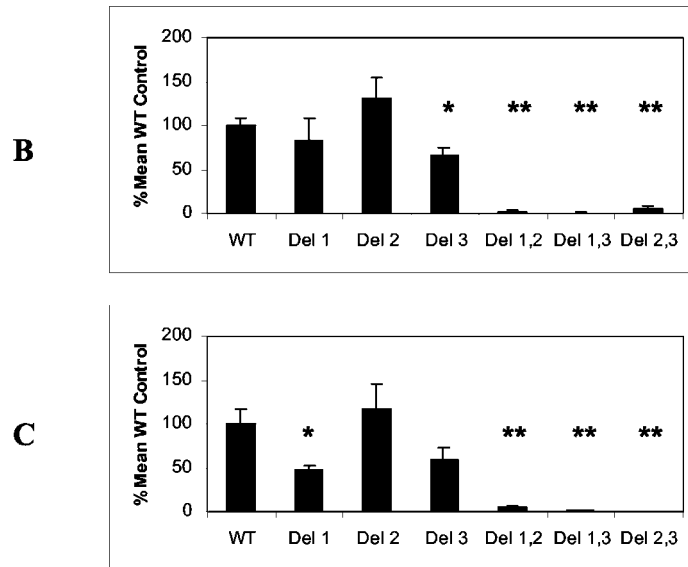 B
%Mean WT Control
200
150
100
50
0
* ** ** **
WT Del 1 Del 2 Del 3 Del 1,2 Del 1,3 Del 2,3
C
%Mean WT Control
200
150
100
50
0
* ** ** **
WT Del 1 Del 2 Del 3 Del 1,2 Del 1,3 Del 2,3